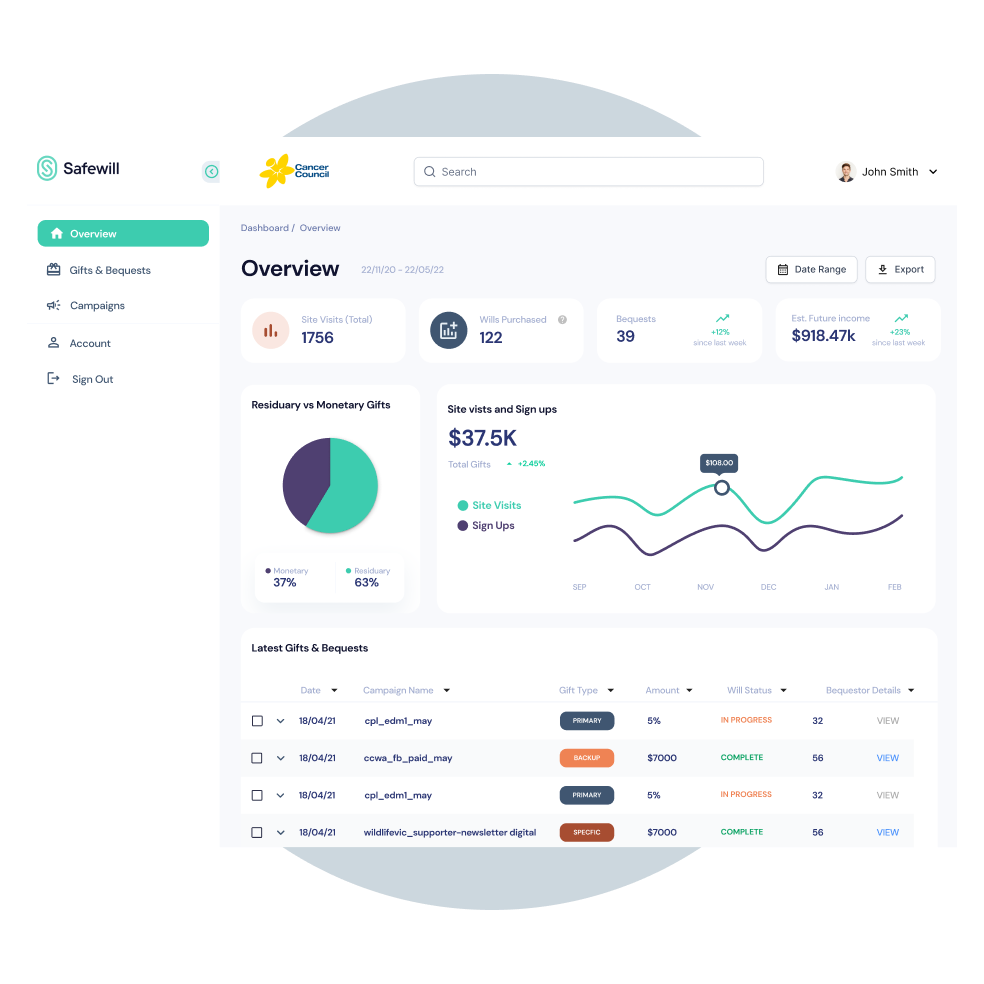 Safewill
Cancer
Council
Search
John Smith
Overview
Gifts & Bequests
Campaigns
Account
Sign Out
Dashboard / Overview
Overview 22/11/20 - 22/05/22
Date Range
Export
Site Visits (Total)
1756
Wills Purchased ?
122
Bequests
39
+12%
since last week
Est. Future income
$918.47k
+23%
since last week
Residuary vs Monetary Gifts
Monetary
37%
Residuary
63%
Site vists and Sign ups
$37.5K
Total Gifts +2.45%
Site Visits
Sign Ups
$108.00
SEP OCT NOV DEC JAN FEB
Latest Gifts & Bequests
Date Campaign Name Gift Type Amount Will Status Bequestor Details
18/04/21 cpl_edm1_may PRIMARY 5% IN PROGRESS 32 VIEW
18/04/21 ccwa_fb_paid_may BACKUP $7000 COMPLETE 56 VIEW
18/04/21 cpl_edm1_may PRIMARY 5% IN PROGRESS 32 VIEW
18/04/21 wildlifevic_supporter-newsletter digital SPECFIC $7000 COMPLETE 56 VIEW